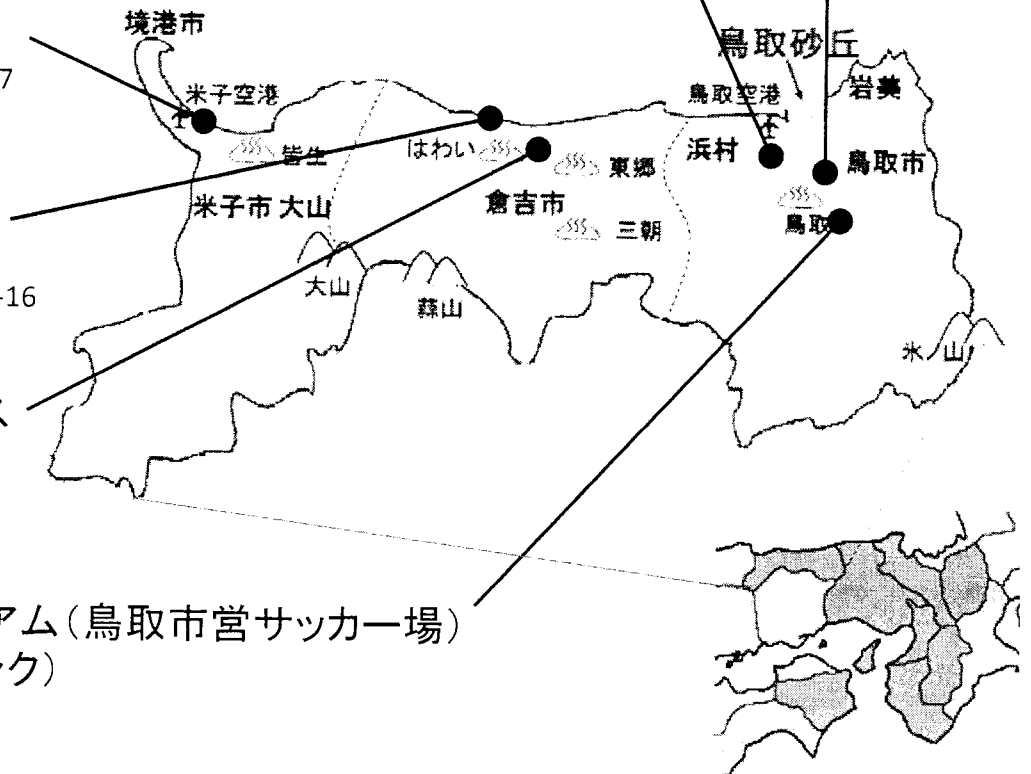 境港市
7
米子空港
皆生
米子市 大山
大山
蒜山
はわい
東郷
倉吉市
三朝
鳥取砂丘
岩美
鳥取空港
浜村
鳥取市
鳥取
氷ノ山
-16
ス
アム(鳥取市営サッカー場)
ク)